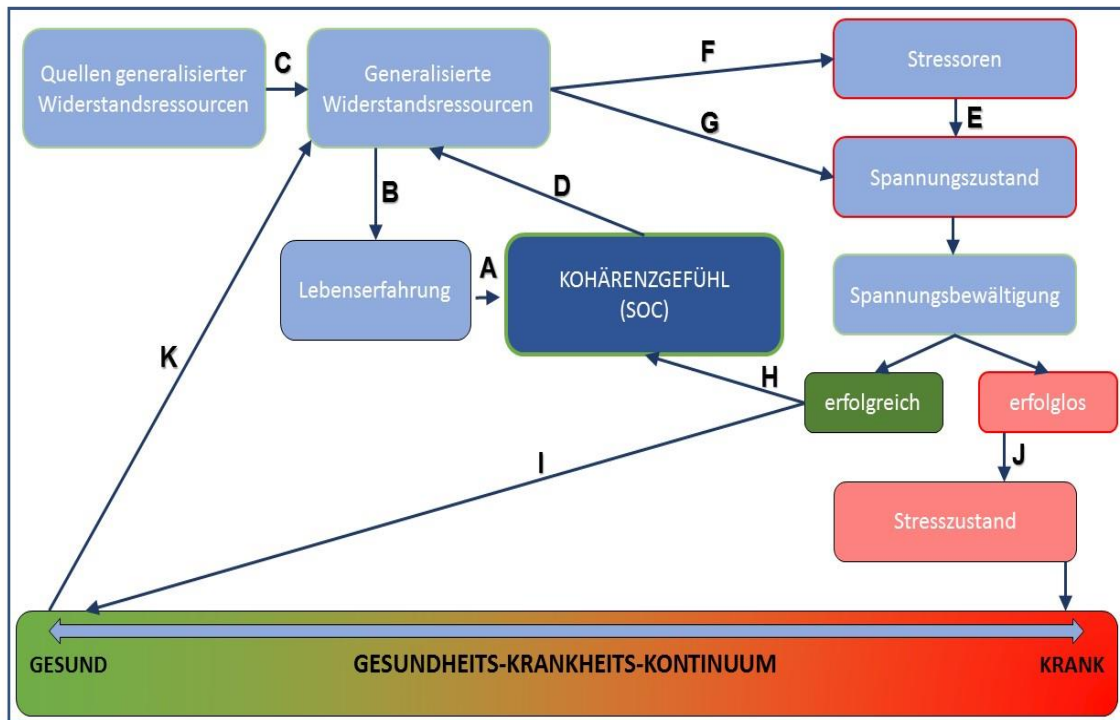 Quellen generalisierter
Widerstandsressourcen
C
Generalisierte
Widerstandsressourcen
F
G
Stressoren
E
Spannungszustand
B
D
Lebenserfahrung
A
KOHÄRENZGEFÜHL
(SOC)
Spannungsbewältigung
K
H
erfolgreich
erfolglos
I
J
Stresszustand
GESUND
GESUNDHEITS-KRANKHEITS-KONTINUUM
KRANK